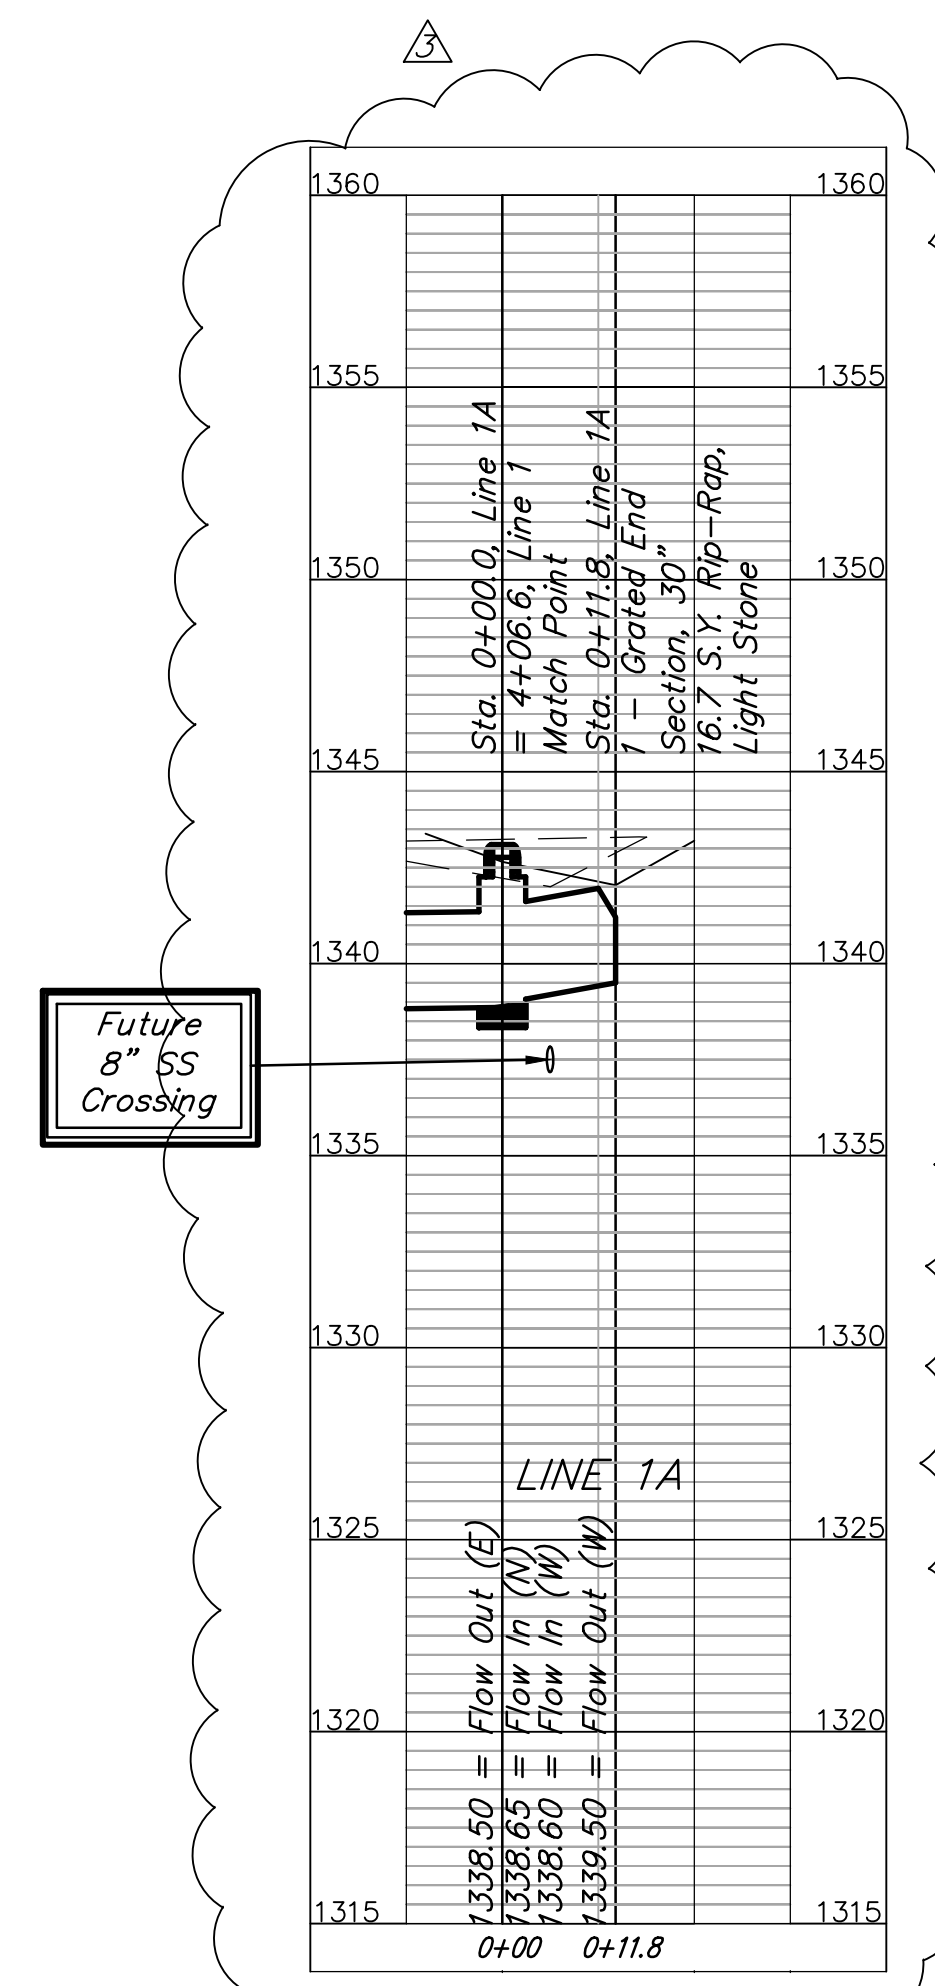 3
1360 1360
1355 1355
Sta. 0+00.0, Line 1A
= 4+06.6, Line 1
Match Point
Sta. 0+11.8, Line 1A
1 - Grated End
Section, 30"
16.7 S.Y. Rip-Rap,
Light Stone
1350 1350
1345 1345
1340 1340
Future
8" SS
Crossing
1335 1335
1330 1330
LINE 1A
1325 1325
1338.50 = Flow Out (E)
1338.65 = Flow In (N)
1338.60 = Flow In (W)
1339.50 = Flow Out (W)
1320 1320
1315 1315
0+00 0+11.8